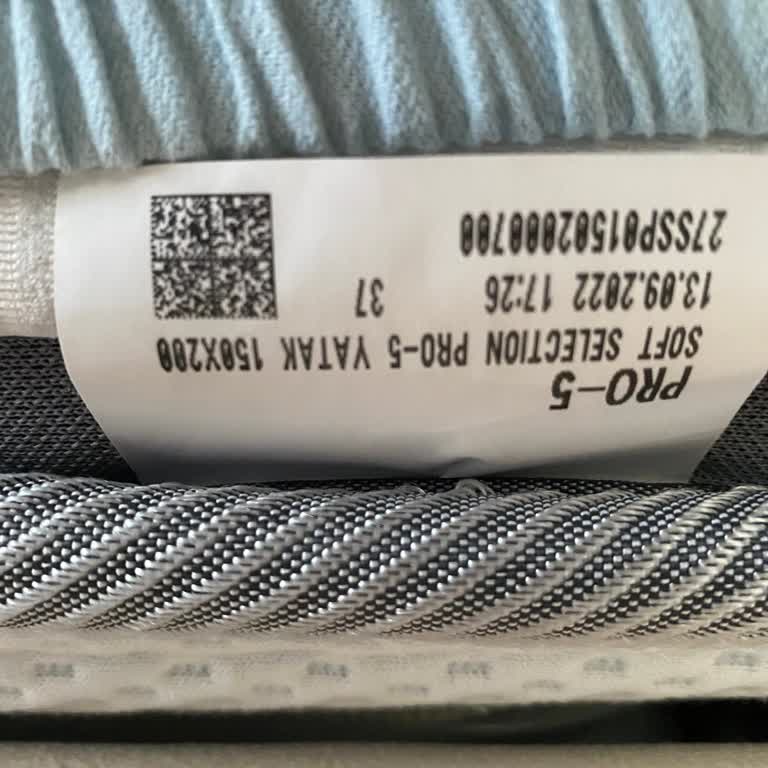 PRO-5
SOFT SELECTION PRO-5 YATAK 150X200
13.09.2022 17:26 37
27SSP01502000700